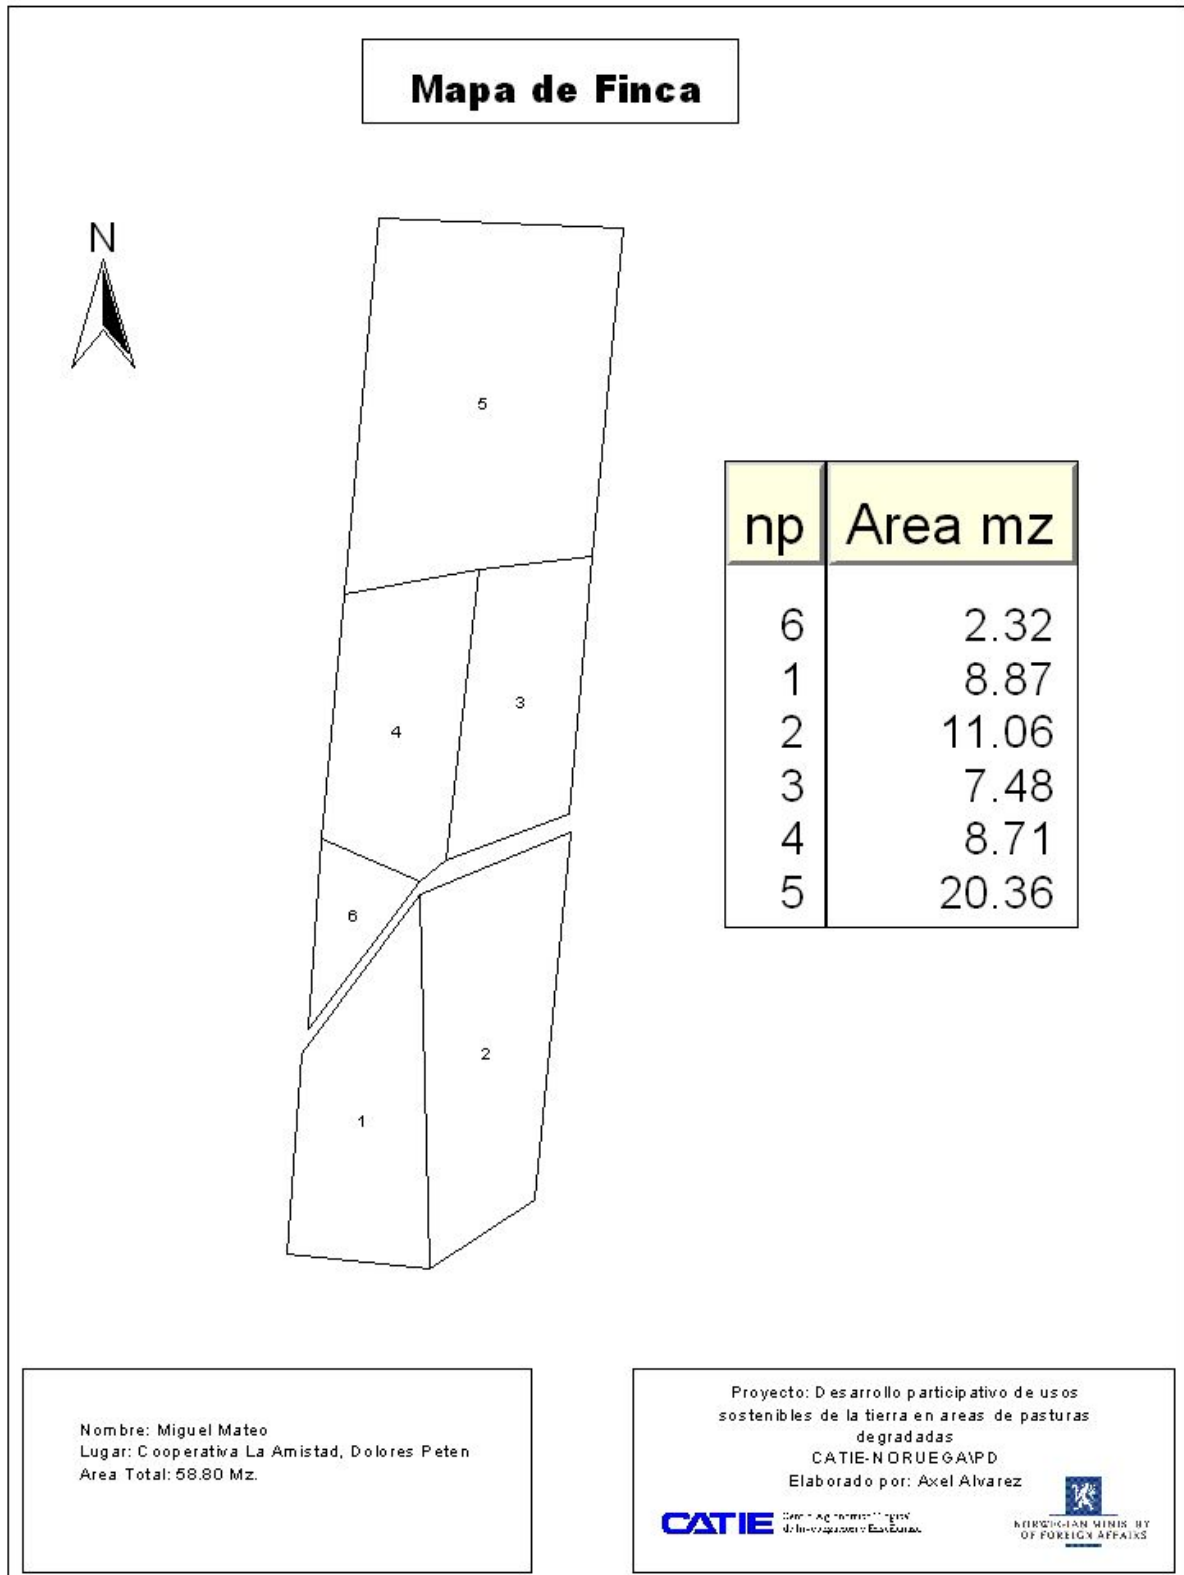 Mapa de Finca
N
5
4
3
6
2
1
np Area mz
6 2.32
1 8.87
2 11.06
3 7.48
4 8.71
5 20.36
Nombre: Miguel Mateo
Lugar: Cooperativa La Amistad, Dolores Peten
Area Total: 58.80 Mz.
Proyecto: Desarrollo participativo de usos
sostenibles de la tierra en areas de pasturas
degradadas
CATIE-NORUEGA\PD
Elaborado por: Axel Alvarez
CATIE
NORWEGIAN MINISTRY
OF FOREIGN AFFAIRS